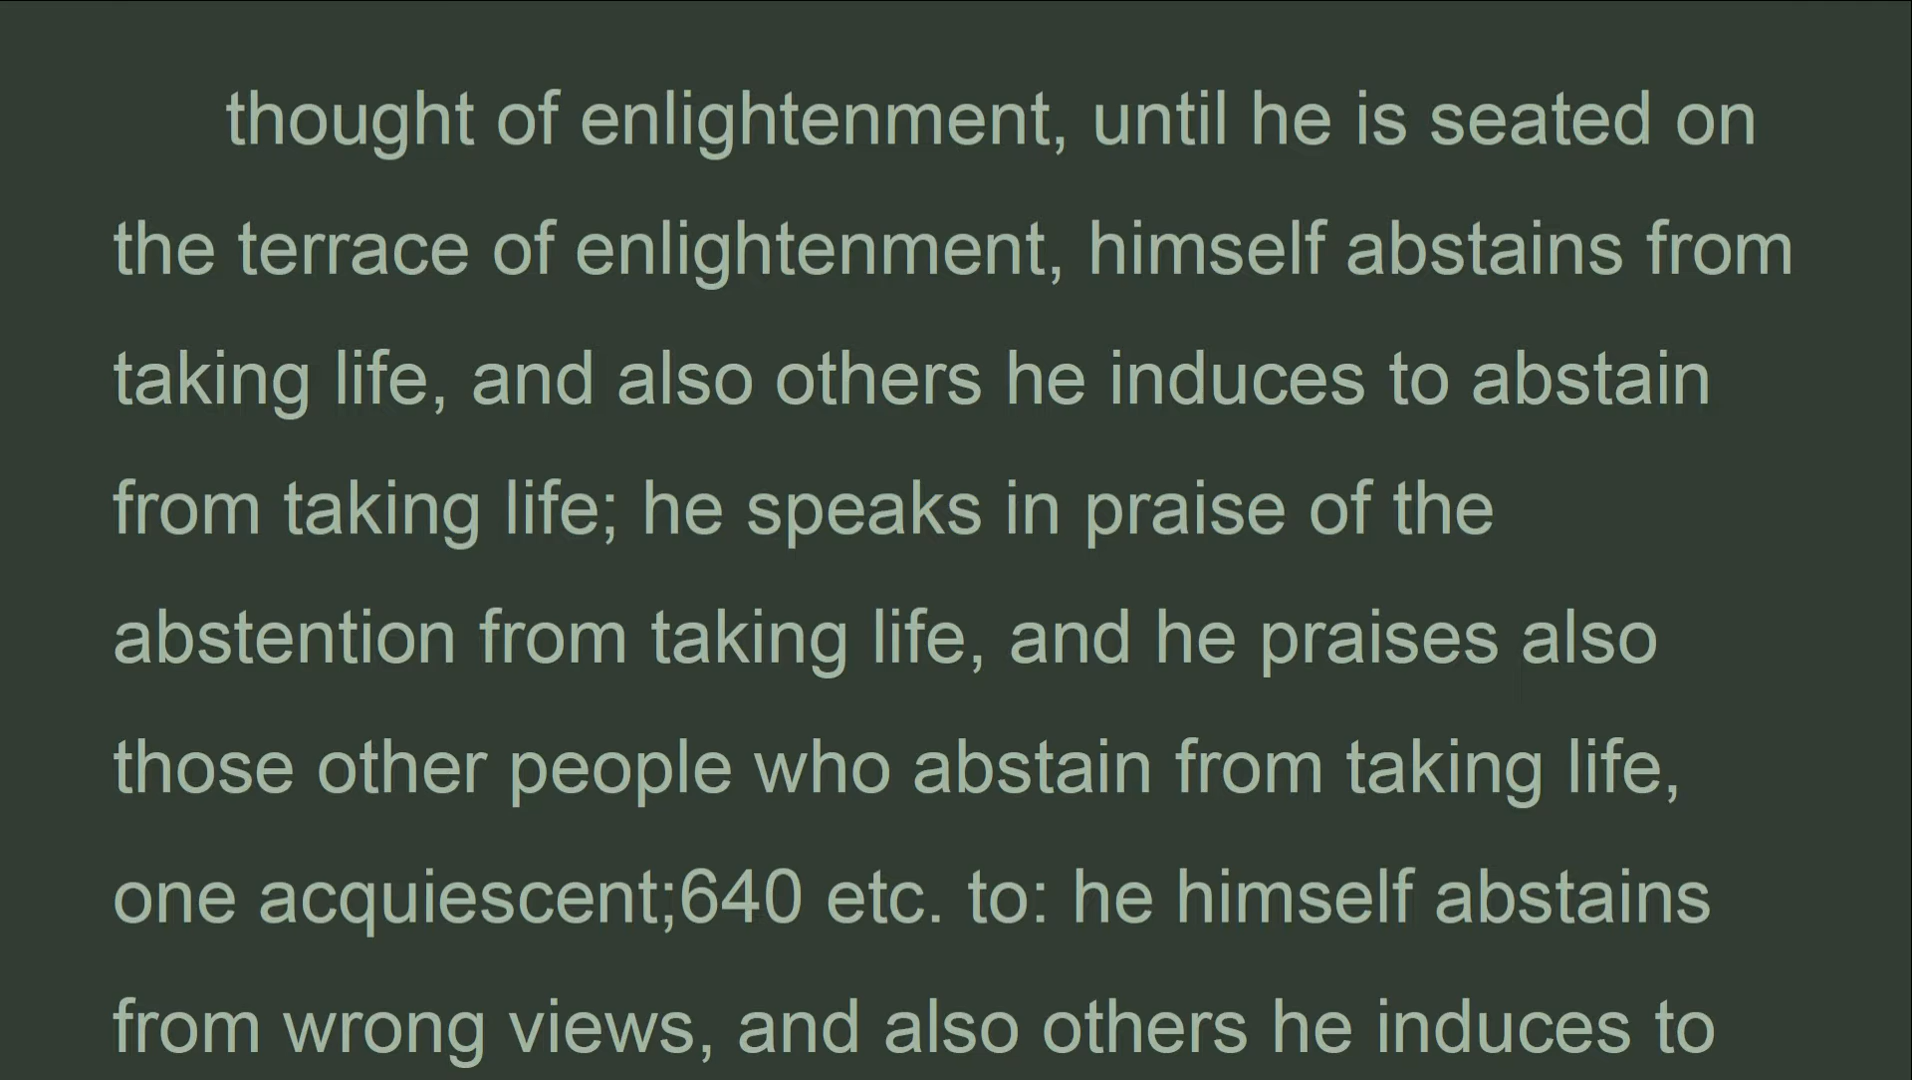 thought of enlightenment, until he is seated on
the terrace of enlightenment, himself abstains from
taking life, and also others he induces to abstain
from taking life; he speaks in praise of the
abstention from taking life, and he praises also
those other people who abstain from taking life,
one acquiescent;640 etc. to: he himself abstains
from wrong views, and also others he induces to